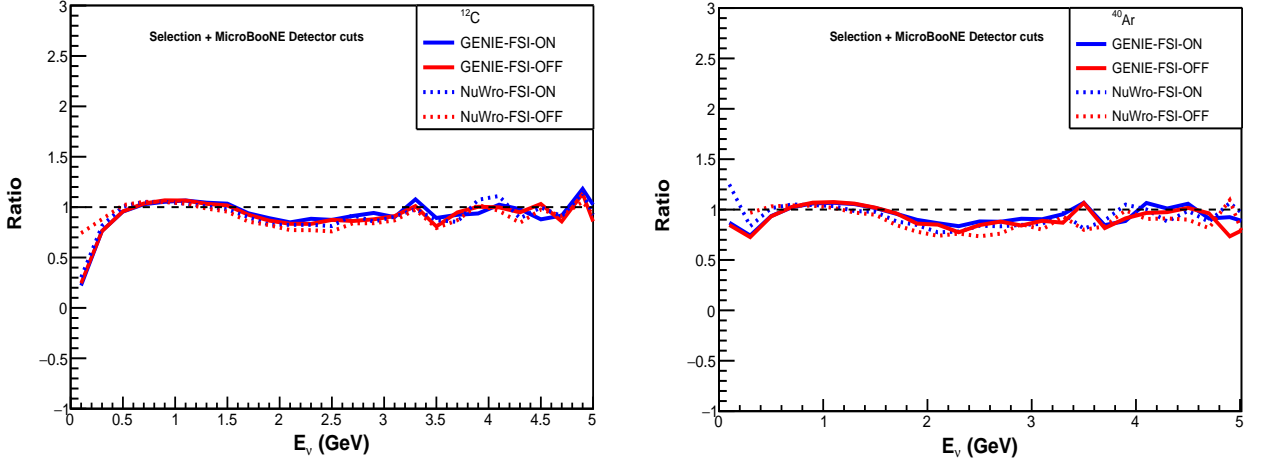 ¹²C
Selection + MicroBooNE Detector cuts
GENIE-FSI-ON
GENIE-FSI-OFF
NuWro-FSI-ON
NuWro-FSI-OFF
Ratio
3
2.5
2
1.5
1
0.5
0
−0.5
−1
0 0.5 1 1.5 2 2.5 3 3.5 4 4.5 5
E_ν (GeV)
⁴⁰Ar
Selection + MicroBooNE Detector cuts
GENIE-FSI-ON
GENIE-FSI-OFF
NuWro-FSI-ON
NuWro-FSI-OFF
Ratio
3
2.5
2
1.5
1
0.5
0
−0.5
−1
0 1 2 3 4 5
E_ν (GeV)